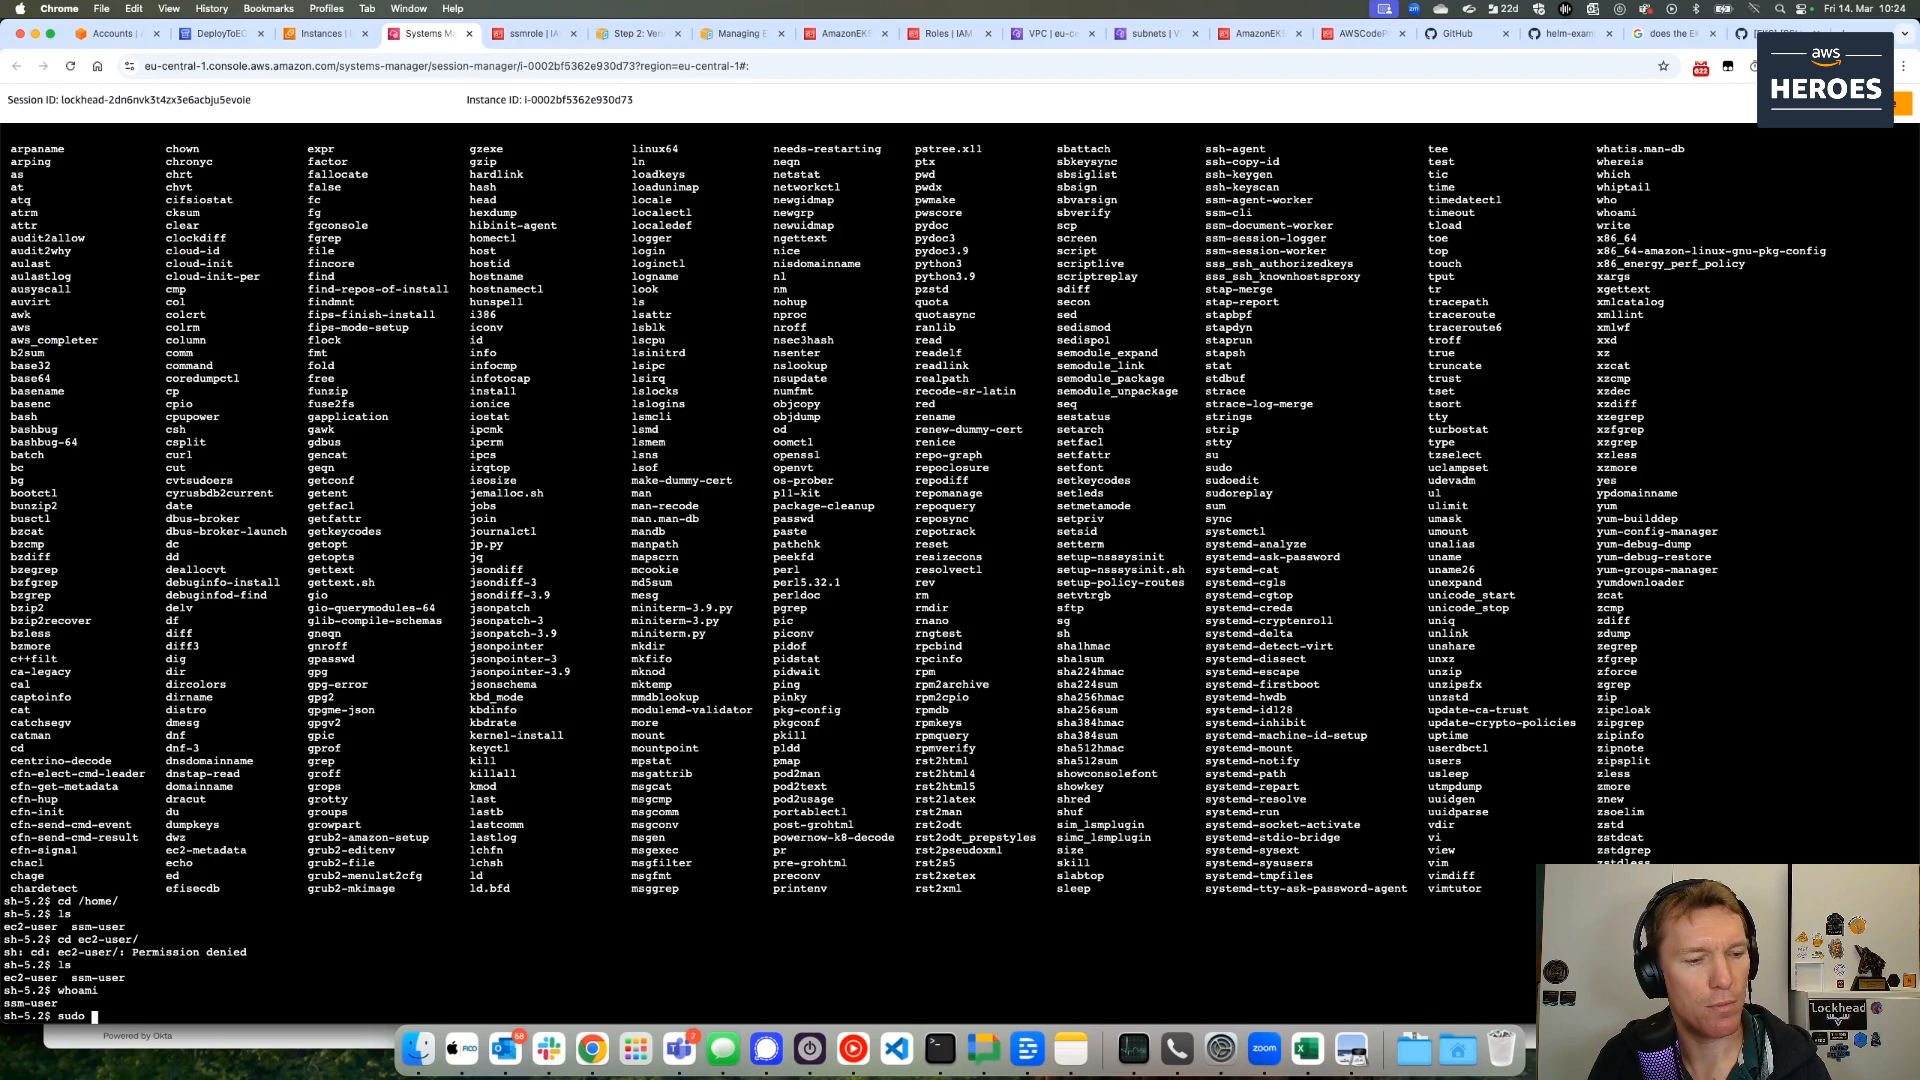 Chrome File Edit View History Bookmarks Profiles Tab Window Help 22d Fri 14. Mar 10:24
Accounts | DeployToEC Instances | Systems Ma ssmrole | IA Step 2: Ver Managing E AmazonEKS Roles | IAM VPC | eu-c subnets | V AmazonEKS AWSCodeP GitHub helm-exam does the E
eu-central-1.console.aws.amazon.com/systems-manager/session-manager/i-0002bf5362e930d73?region=eu-central-1#: 622
aws
HEROES
Session ID: lockhead-2dn6nvk3t4zx3e6acbju5evoie Instance ID: i-0002bf5362e930d73
arpaname chown expr gzexe linux64 needs-restarting pstree.x11 sbattach ssh-agent tee whatis.man-db
arping chronyc factor gzip ln neqn ptx sbkeysync ssh-copy-id test whereis
as chrt fallocate hardlink loadkeys netstat pwd sbsiglist ssh-keygen tic which
at chvt false hash loadunimap networkctl pwdx sbsign ssh-keyscan time whiptail
atq cifsiostat fc head locale newgidmap pwmake sbvarsign ssm-agent-worker timedatectl who
atrm cksum fg hexdump localectl newgrp pwscore sbverify ssm-cli timeout whoami
attr clear fgconsole hibinit-agent localedef newuidmap pydoc scp ssm-document-worker tload write
audit2allow clockdiff fgrep homectl logger ngettext pydoc3 screen ssm-session-logger toe x86_64
audit2why cloud-id file host login nice pydoc3.9 script ssm-session-worker top x86_64-amazon-linux-gnu-pkg-config
aulast cloud-init fincore hostid loginctl nisdomainname python3 scriptlive sss_ssh_authorizedkeys touch x86_energy_perf_policy
aulastlog cloud-init-per find hostname logname nl python3.9 scriptreplay sss_ssh_knownhostsproxy tput xargs
ausyscall cmp find-repos-of-install hostnamectl look nm pzstd sdiff stap-merge tr xgettext
auvirt col findmnt hunspell ls nohup quota secon stap-report tracepath xmlcatalog
awk colcrt fips-finish-install i386 lsattr nproc quotasync sed stapbpf traceroute xmllint
aws colrm fips-mode-setup iconv lsblk nroff ranlib sedismod stapdyn traceroute6 xmlwf
aws_completer column flock id lscpu nsec3hash read sedispol staprun troff xxd
b2sum comm fmt info lsinitrd nsenter readelf semodule_expand stapsh true xz
base32 command fold infocmp lsipc nslookup readlink semodule_link stat truncate xzcat
base64 coredumpctl free infotocap lsirq nsupdate realpath semodule_package stdbuf trust xzcmp
basename cp funzip install lslocks numfmt recode-sr-latin semodule_unpackage strace tset xzdec
basenc cpio fuse2fs ionice lslogins objcopy red seq strace-log-merge tsort xzdiff
bash cpupower gapplication iostat lsmcli objdump rename sestatus strings tty xzegrep
bashbug csh gawk ipcmk lsmd od renew-dummy-cert setarch strip turbostat xzfgrep
bashbug-64 csplit gdbus ipcrm lsmem oomctl renice setfacl stty type xzgrep
batch curl gencat ipcs lsns openssl repo-graph setfattr su tzselect xzless
bc cut geqn irqtop lsof openvt repoclosure setfont sudo uclampset xzmore
bg cvtsudoers getconf isosize make-dummy-cert os-prober repodiff setkeycodes sudoedit udevadm yes
bootctl cyrusbdb2current getent jemalloc.sh man p11-kit repomanage setleds sudoreplay ul ypdomainname
bunzip2 date getfacl jobs man-recode package-cleanup repoquery setmetamode sum ulimit yum
busctl dbus-broker getfattr join man.man-db passwd reposync setpriv sync umask yum-builddep
bzcat dbus-broker-launch getkeycodes journalctl mandb paste repotrack setsid systemctl umount yum-config-manager
bzcmp dc getopt jp.py manpath pathchk reset setterm systemd-analyze unalias yum-debug-dump
bzdiff dd getopts jq mapscrn peekfd resizecons setup-nsssysinit systemd-ask-password uname yum-debug-restore
bzegrep deallocvt gettext jsondiff mcookie perl resolvectl setup-nsssysinit.sh systemd-cat uname26 yum-groups-manager
bzfgrep debuginfo-install gettext.sh jsondiff-3 md5sum perl5.32.1 rev setup-policy-routes systemd-cgls unexpand yumdownloader
bzgrep debuginfod-find gio jsondiff-3.9 mesg perldoc rm setvtrgb systemd-cgtop unicode_start zcat
bzip2 delv gio-querymodules-64 jsonpatch miniterm-3.9.py pgrep rmdir sftp systemd-creds unicode_stop zcmp
bzip2recover df glib-compile-schemas jsonpatch-3 miniterm-3.py pic rnano sg systemd-cryptenroll uniq zdiff
bzless diff gneqn jsonpatch-3.9 miniterm.py piconv rngtest sh systemd-delta unlink zdump
bzmore diff3 gnroff jsonpointer mkdir pidof rpcbind sha1hmac systemd-detect-virt unshare zegrep
c++filt dig gpasswd jsonpointer-3 mkfifo pidstat rpcinfo sha1sum systemd-dissect unxz zfgrep
ca-legacy dir gpg jsonpointer-3.9 mknod pidwait rpm sha224hmac systemd-escape unzip zforce
cal dircolors gpg-error jsonschema mktemp ping rpm2archive sha224sum systemd-firstboot unzipsfx zgrep
captoinfo dirname gpg2 kbd_mode mmdblookup pinky rpm2cpio sha256hmac systemd-hwdb unzstd zip
cat distro gpgme-json kbdinfo modulemd-validator pkg-config rpmdb sha256sum systemd-id128 update-ca-trust zipcloak
catchsegv dmesg gpgv2 kbdrate more pkgconf rpmkeys sha384hmac systemd-inhibit update-crypto-policies zipgrep
catman dnf gpic kernel-install mount pkill rpmquery sha384sum systemd-machine-id-setup uptime zipinfo
cd dnf-3 gprof keyctl mountpoint pldd rpmverify sha512hmac systemd-mount userdbctl zipnote
centrino-decode dnsdomainname grep kill mpstat pmap rst2html sha512sum systemd-notify users zipsplit
cfn-elect-cmd-leader dnstap-read groff killall msgattrib pod2man rst2html4 showconsolefont systemd-path usleep zless
cfn-get-metadata domainname grops kmod msgcat pod2text rst2html5 showkey systemd-repart utmpdump zmore
cfn-hup dracut grotty last msgcmp pod2usage rst2latex shred systemd-resolve uuidgen znew
cfn-init du groups lastb msgcomm portablectl rst2man shuf systemd-run uuidparse zsoelim
cfn-send-cmd-event dumpkeys growpart lastcomm msgconv post-grohtml rst2odt sim_lsmplugin systemd-socket-activate vdir zstd
cfn-send-cmd-result dwz grub2-amazon-setup lastlog msgen powernow-k8-decode rst2odt_prepstyles simc_lsmplugin systemd-stdio-bridge vi zstdcat
cfn-signal ec2-metadata grub2-editenv lchfn msgexec pr rst2pseudoxml size systemd-sysext view zstdgrep
chacl echo grub2-file lchsh msgfilter pre-grohtml rst2s5 skill systemd-sysusers vim zstdless
chage ed grub2-menulst2cfg ld msgfmt preconv rst2xetex slabtop systemd-tmpfiles vimdiff
chardetect efisecdb grub2-mkimage ld.bfd msggrep printenv rst2xml sleep systemd-tty-ask-password-agent vimtutor
sh-5.2$ cd /home/
sh-5.2$ ls
ec2-user ssm-user
sh-5.2$ cd ec2-user/
sh: cd: ec2-user/: Permission denied
sh-5.2$ ls
ec2-user ssm-user
sh-5.2$ whoami
ssm-user
sh-5.2$ sudo
Powered by Okta
FICO 58 7 zoom
lockhead